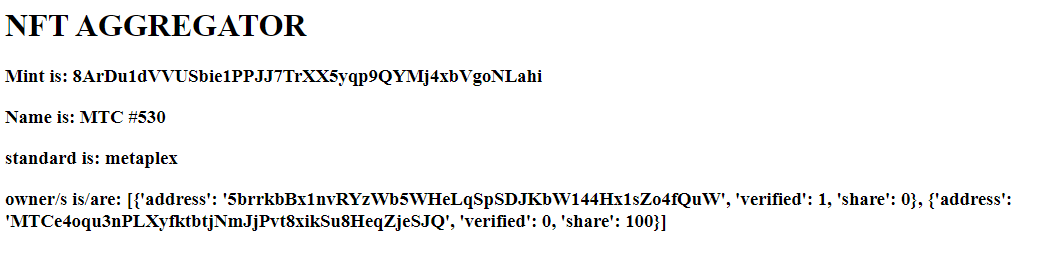 NFT AGGREGATOR
Mint is: 8ArDu1dVVUSbie1PPJJ7TrXX5yqp9QYMj4xbVgoNLahi
Name is: MTC #530
standard is: metaplex
owner/s is/are: [{'address': '5brrkbBx1nvRYzWb5WHeLqSpSDJKbW144Hx1sZo4fQuW', 'verified': 1, 'share': 0}, {'address':
'MTCe4oqu3nPLXyfktbtjNmJjPvt8xikSu8HeqZjeSJQ', 'verified': 0, 'share': 100}]